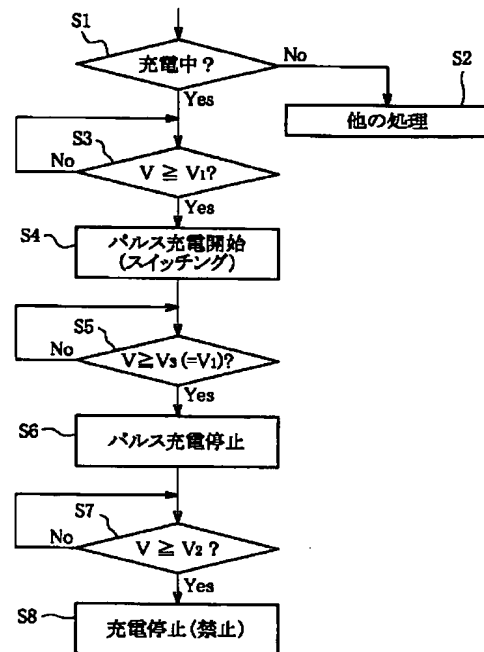 S1
充電中？
No
S2
Yes
他の処理
S3
V ≧ V1?
No
Yes
S4
パルス充電開始
(スイッチング)
S5
V≧V3(=V1)?
No
Yes
S6
パルス充電停止
S7
V ≧ V2 ?
No
Yes
S8
充電停止(禁止)